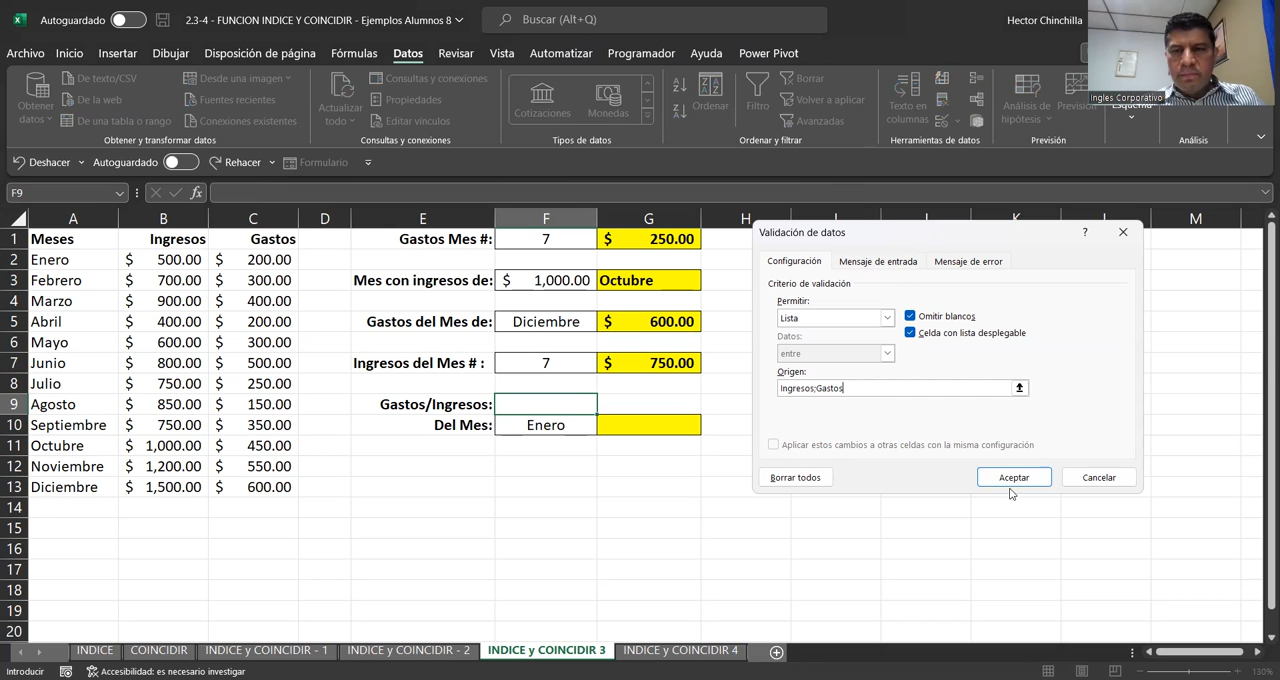 Autoguardado 2.3-4 - FUNCION INDICE Y COINCIDIR - Ejemplos Alumnos 8 Buscar (Alt+Q) Hector Chinchilla
Archivo Inicio Insertar Dibujar Disposición de página Fórmulas Datos Revisar Vista Automatizar Programador Ayuda Power Pivot
Obtener datos
De texto/CSV
De la web
De una tabla o rango
Desde una imagen
Fuentes recientes
Conexiones existentes
Obtener y transformar datos
Actualizar todo
Consultas y conexiones
Propiedades
Editar vínculos
Consultas y conexiones
Cotizaciones
Monedas
Tipos de datos
Ordenar
Filtro
Borrar
Volver a aplicar
Avanzadas
Ordenar y filtrar
Texto en columnas
Herramientas de datos
Análisis de hipótesis
Previsión
Análisis
Ingles Corporativo
Deshacer Autoguardado Rehacer Formulario
F9 fx
A B C D E F G H I J K L M
1 Meses Ingresos Gastos Gastos Mes #: 7 $ 250.00
2 Enero $ 500.00 $ 200.00
3 Febrero $ 700.00 $ 300.00 Mes con ingresos de: $ 1,000.00 Octubre
4 Marzo $ 900.00 $ 400.00
5 Abril $ 400.00 $ 200.00 Gastos del Mes de: Diciembre $ 600.00
6 Mayo $ 600.00 $ 300.00
7 Junio $ 800.00 $ 500.00 Ingresos del Mes # : 7 $ 750.00
8 Julio $ 750.00 $ 250.00
9 Agosto $ 850.00 $ 150.00 Gastos/Ingresos:
10 Septiembre $ 750.00 $ 350.00 Del Mes: Enero
11 Octubre $ 1,000.00 $ 450.00
12 Noviembre $ 1,200.00 $ 550.00
13 Diciembre $ 1,500.00 $ 600.00
14
15
16
17
18
19
20
Validación de datos ?
Configuración Mensaje de entrada Mensaje de error
Criterio de validación
Permitir:
Lista Omitir blancos
Datos: Celda con lista desplegable
entre
Origen:
Ingresos;Gastos
Aplicar estos cambios a otras celdas con la misma configuración
Borrar todos Aceptar Cancelar
INDICE COINCIDIR INDICE y COINCIDIR - 1 INDICE y COINCIDIR - 2 INDICE y COINCIDIR 3 INDICE y COINCIDIR 4
Introducir Accesibilidad: es necesario investigar 130%